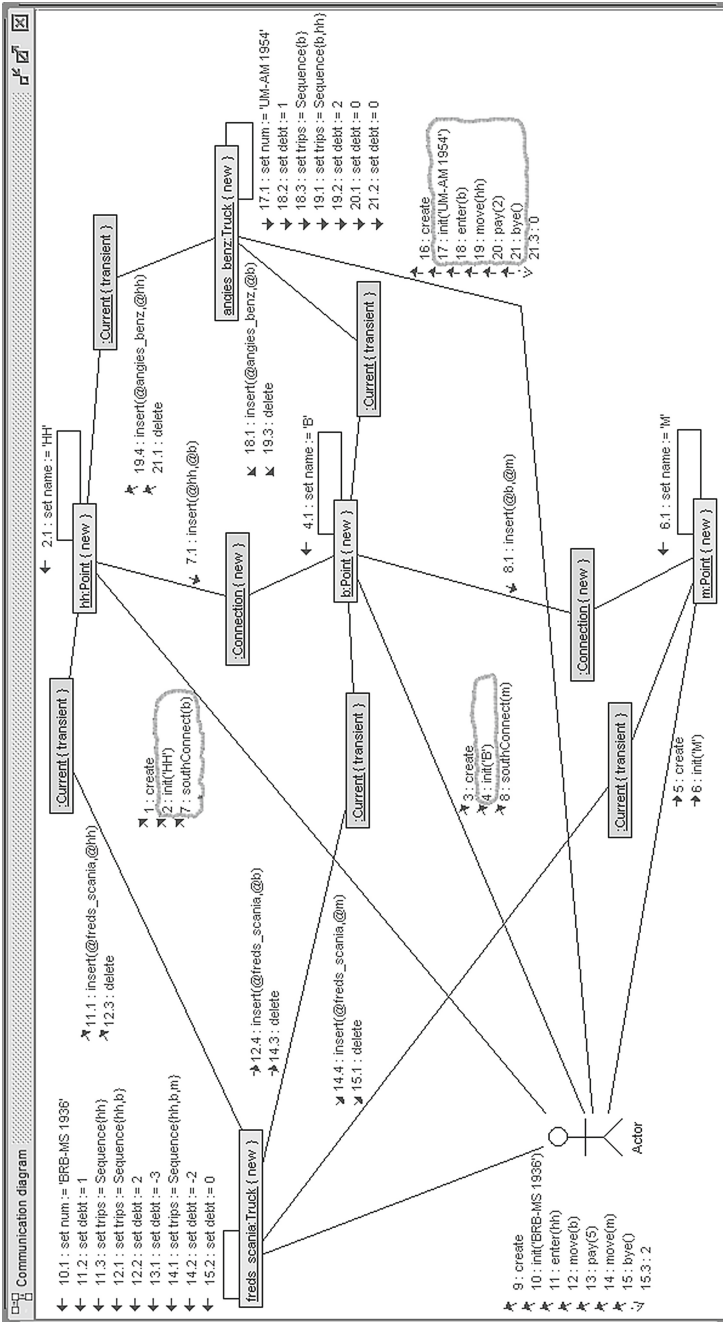 Communication diagram
10.1 : set num := 'BRB-MS 1936'
11.2 : set debt := 1
11.3 : set trips := Sequence{hh}
12.1 : set trips := Sequence{hh,b}
12.2 : set debt := 2
13.1 : set debt := -3
14.1 : set trips := Sequence{hh,b,m}
14.2 : set debt := -2
15.2 : set debt := 0
freds_scania:Truck { new }
11.1 : insert(@freds_scania,@hh)
12.3 : delete
12.4 : insert(@freds_scania,@b)
14.3 : delete
14.4 : insert(@freds_scania,@m)
15.1 : delete
9 : create
10 : init('BRB-MS 1936')
11 : enter(hh)
12 : move(b)
13 : pay(5)
14 : move(m)
15 : bye()
15.3 : 2
Actor
:Current { transient }
1 : create
2 : init('HH')
7 : southConnect(b)
:Current { transient }
3 : create
4 : init('B')
8 : southConnect(m)
:Current { transient }
5 : create
6 : init('M')
2.1 : set name := 'HH'
hh:Point { new }
7.1 : insert(@hh,@b)
:Connection { new }
4.1 : set name := 'B'
b:Point { new }
8.1 : insert(@b,@m)
:Connection { new }
6.1 : set name := 'M'
m:Point { new }
:Current { transient }
19.4 : insert(@angies_benz,@hh)
21.1 : delete
angies_benz:Truck { new }
18.1 : insert(@angies_benz,@b)
19.3 : delete
:Current { transient }
17.1 : set num := 'UM-AM 1954'
18.2 : set debt := 1
18.3 : set trips := Sequence{b}
19.1 : set trips := Sequence{b,hh}
19.2 : set debt := 2
20.1 : set debt := 0
21.2 : set debt := 0
16 : create
17 : init('UM-AM 1954')
18 : enter(b)
19 : move(hh)
20 : pay(2)
21 : bye()
21.3 : 0